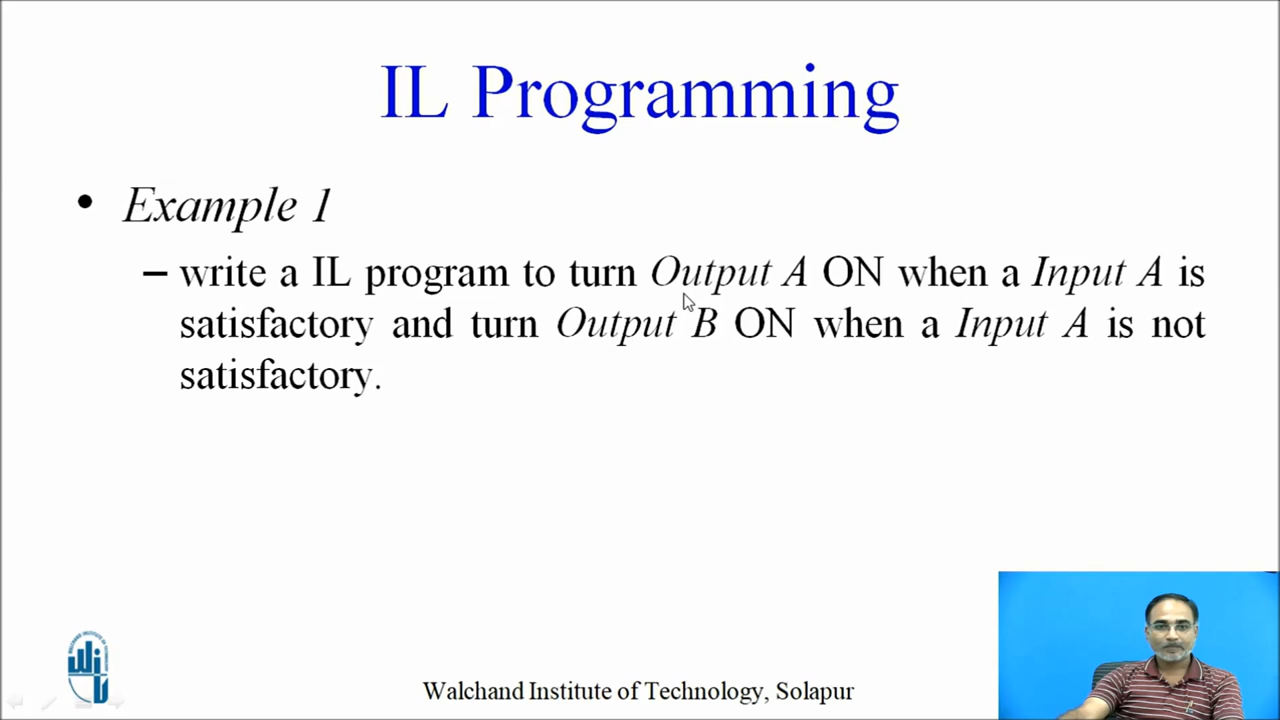 IL Programming
• Example 1
– write a IL program to turn Output A ON when a Input A is
satisfactory and turn Output B ON when a Input A is not
satisfactory.
Walchand Institute of Technology, Solapur